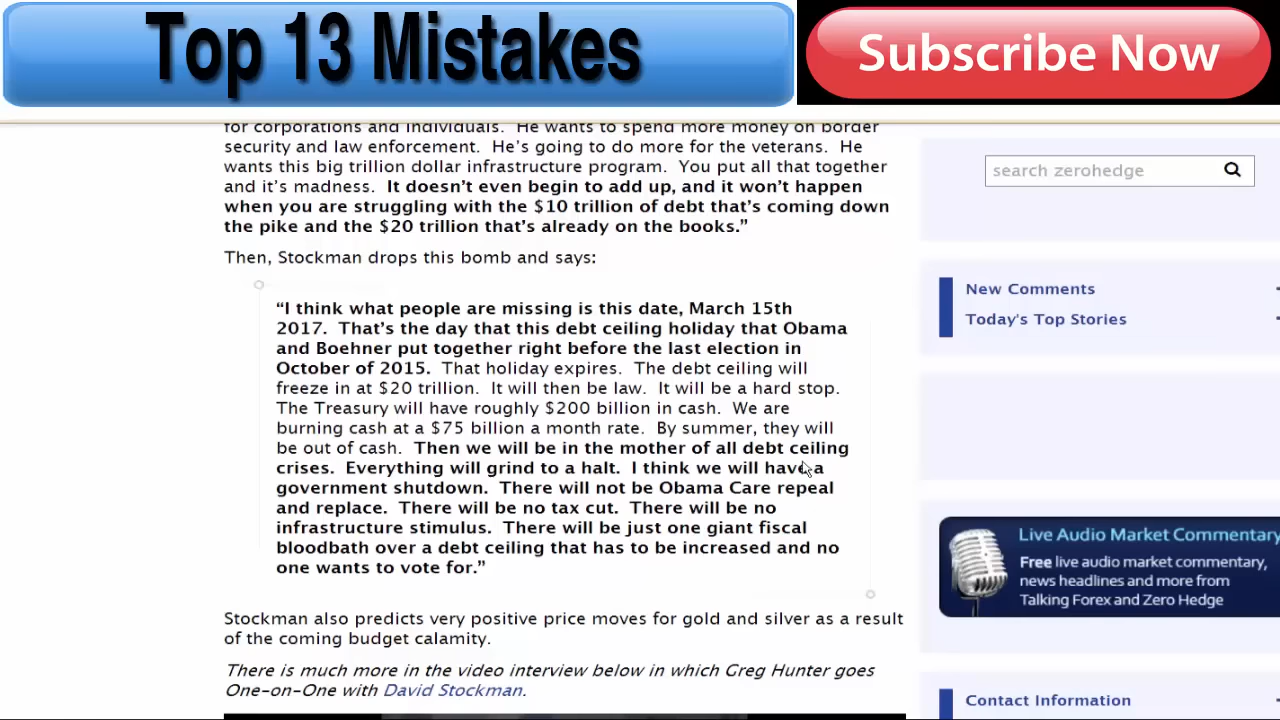 Top 13 Mistakes
Subscribe Now
for corporations and individuals.  He wants to spend more money on border
security and law enforcement.  He's going to do more for the veterans.  He
wants this big trillion dollar infrastructure program.  You put all that together
and it's madness.  It doesn't even begin to add up, and it won't happen
when you are struggling with the $10 trillion of debt that's coming down
the pike and the $20 trillion that's already on the books.”
Then, Stockman drops this bomb and says:
“I think what people are missing is this date, March 15th
2017.  That's the day that this debt ceiling holiday that Obama
and Boehner put together right before the last election in
October of 2015.  That holiday expires.  The debt ceiling will
freeze in at $20 trillion.  It will then be law.  It will be a hard stop.
The Treasury will have roughly $200 billion in cash.  We are
burning cash at a $75 billion a month rate.  By summer, they will
be out of cash.  Then we will be in the mother of all debt ceiling
crises.  Everything will grind to a halt.  I think we will have a
government shutdown.  There will not be Obama Care repeal
and replace.  There will be no tax cut.  There will be no
infrastructure stimulus.  There will be just one giant fiscal
bloodbath over a debt ceiling that has to be increased and no
one wants to vote for.”
Stockman also predicts very positive price moves for gold and silver as a result
of the coming budget calamity.
There is much more in the video interview below in which Greg Hunter goes
One-on-One with David Stockman.
search zerohedge
New Comments
Today's Top Stories
Live Audio Market Commentary
Free live audio market commentary,
news headlines and more from
Talking Forex and Zero Hedge
Contact Information